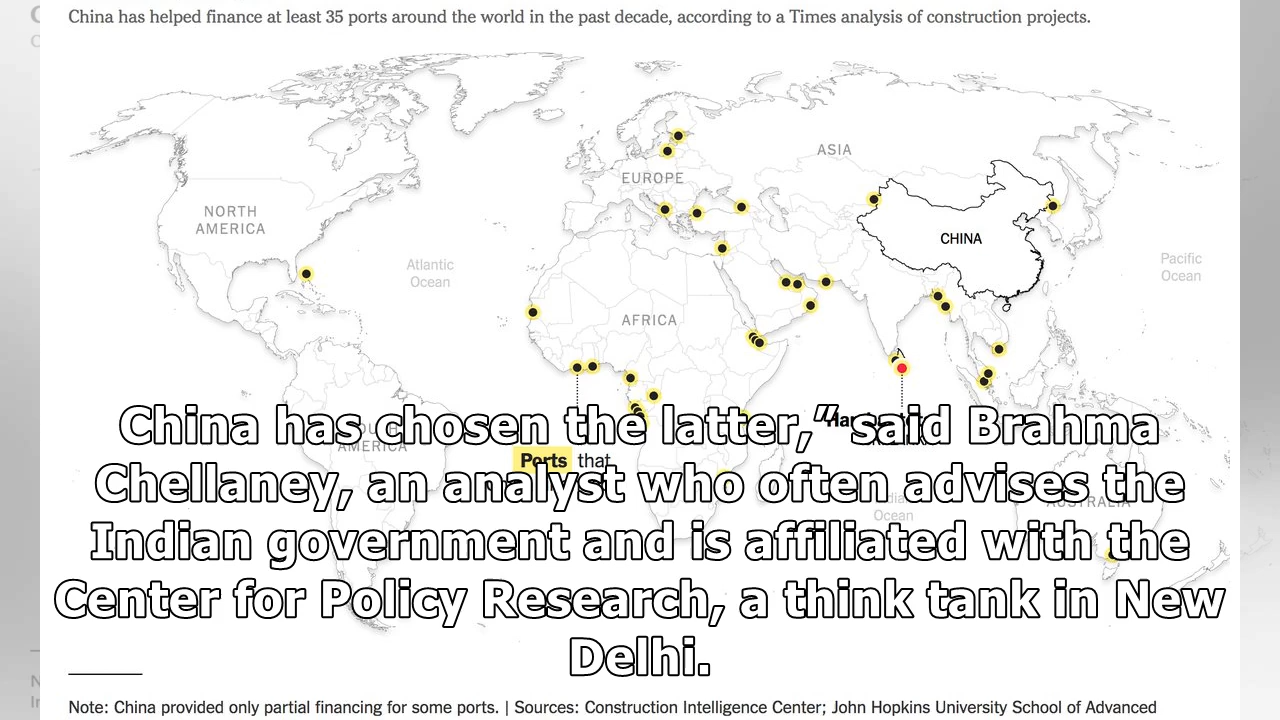 China has helped finance at least 35 ports around the world in the past decade, according to a Times analysis of construction projects.
ASIA
EUROPE
NORTH
AMERICA
CHINA
Atlantic
Ocean
Pacific
Ocean
AFRICA
China has chosen the latter,” said Brahma
AMERICA
Ports that
Chellaney, an analyst who often advises the
Ocean
AUSTRALIA
Indian government and is affiliated with the
Center for Policy Research, a think tank in New
Delhi.
Note: China provided only partial financing for some ports. | Sources: Construction Intelligence Center; John Hopkins University School of Advanced